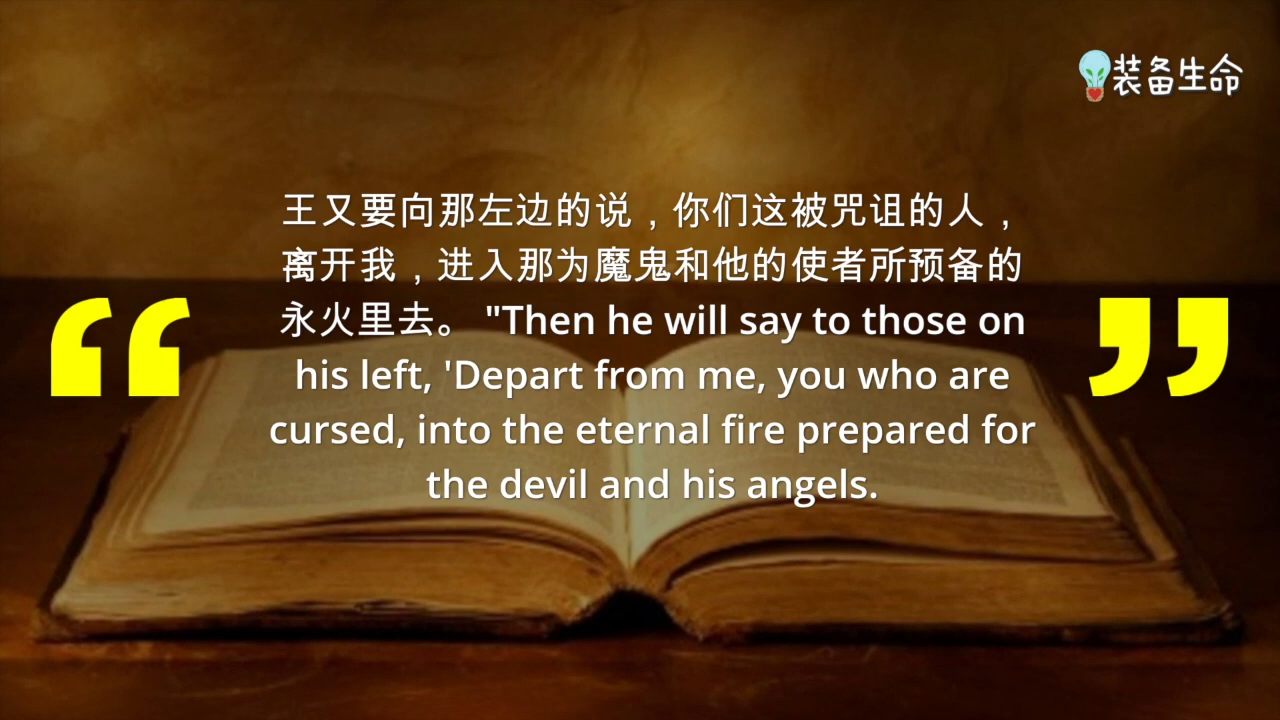 装备生命
王又要向那左边的说，你们这被咒诅的人，
离开我，进入那为魔鬼和他的使者所预备的
永火里去。 "Then he will say to those on
his left, 'Depart from me, you who are
cursed, into the eternal fire prepared for
the devil and his angels.